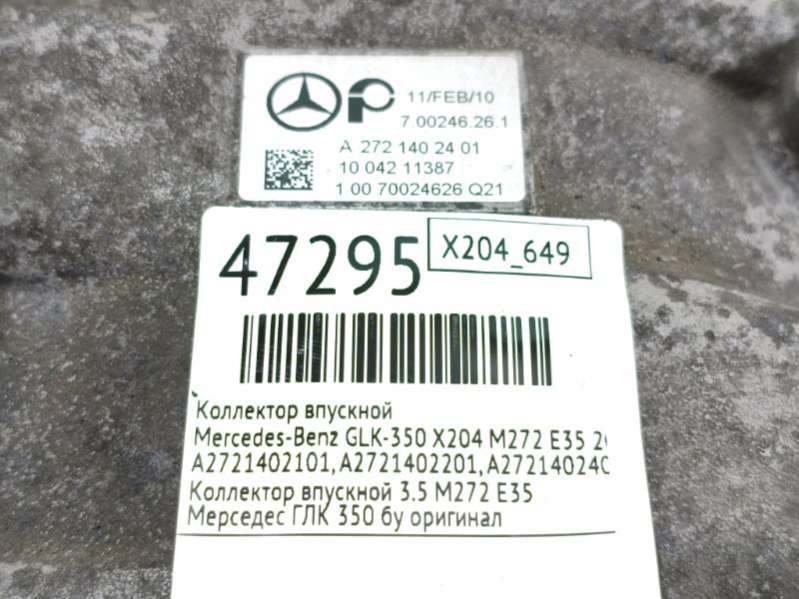 11/FEB/10
7.00246.26.1
A 272 140 24 01
10 042 11387
1 00 70024626 Q21
47295
X204_649
Коллектор впускной
Mercedes-Benz GLK-350 X204 M272 E35
A2721402101, A2721402201, A27214024
Коллектор впускной 3.5 M272 E35
Мерседес ГЛК 350 бу оригинал